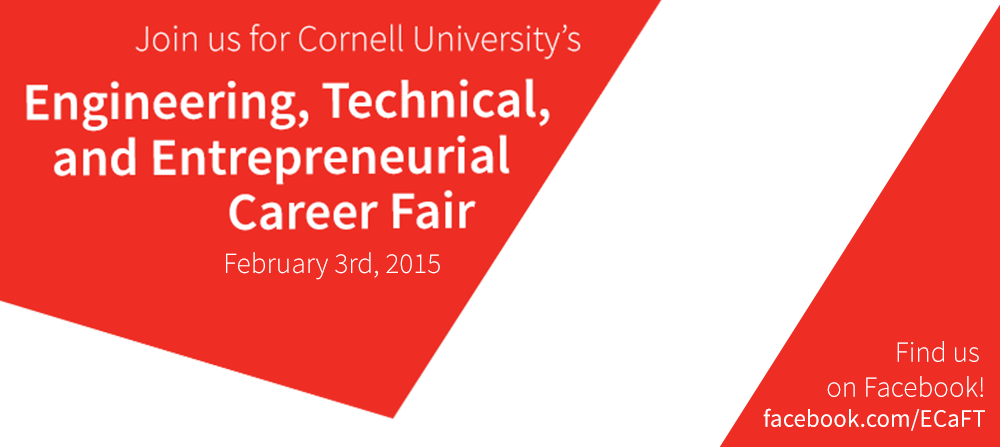 Join us for Cornell University’s
Engineering, Technical,
and Entrepreneurial
Career Fair
February 3rd, 2015
Find us
on Facebook!
facebook.com/ECaFT